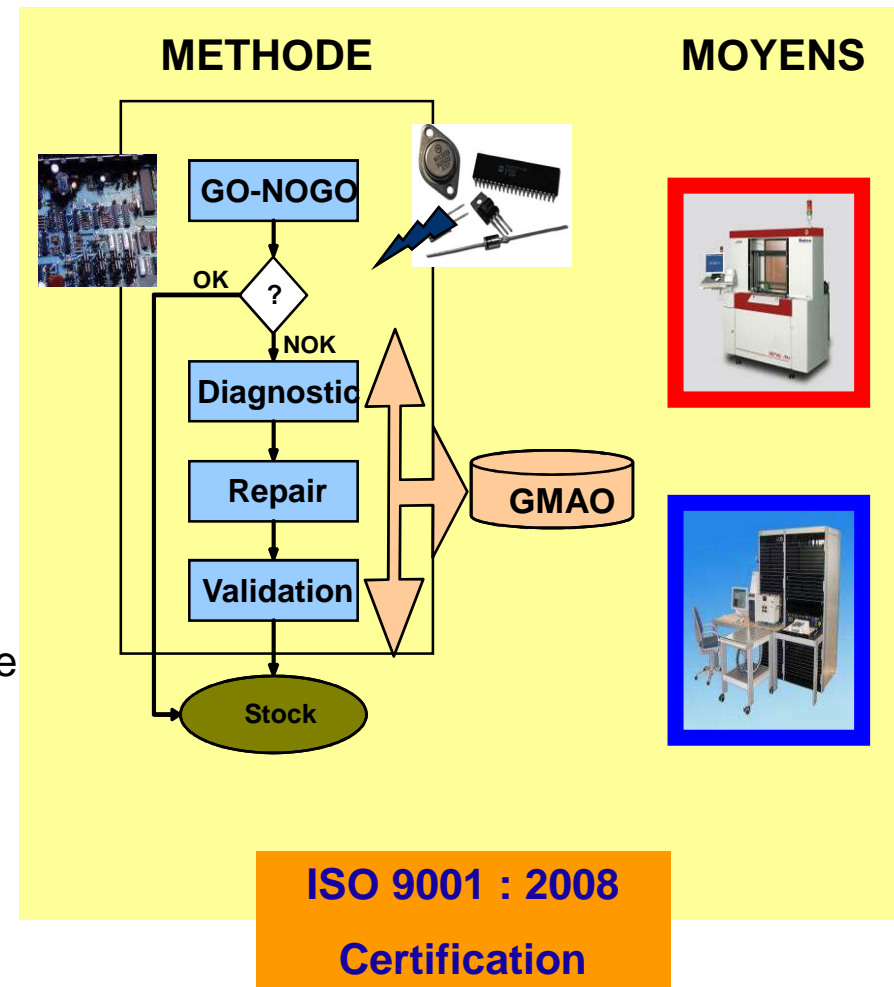 METHODE
MOYENS
GO-NOGO
OK
?
NOK
Diagnostic
Repair
GMAO
Validation
e
Stock
ISO 9001 : 2008
Certification